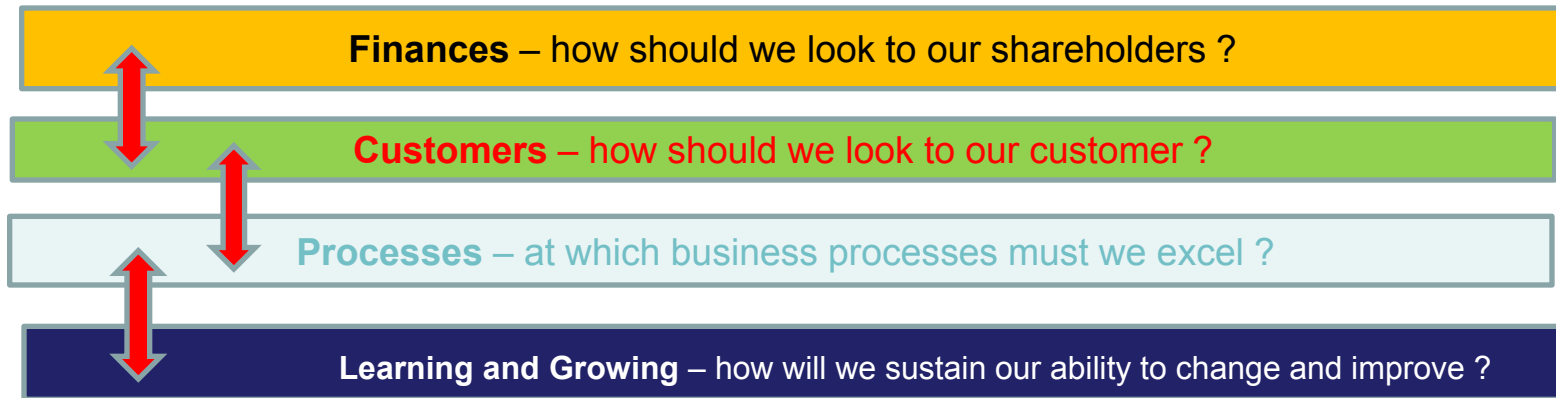 Finances – how should we look to our shareholders ?
Customers – how should we look to our customer ?
Processes – at which business processes must we excel ?
Learning and Growing – how will we sustain our ability to change and improve ?